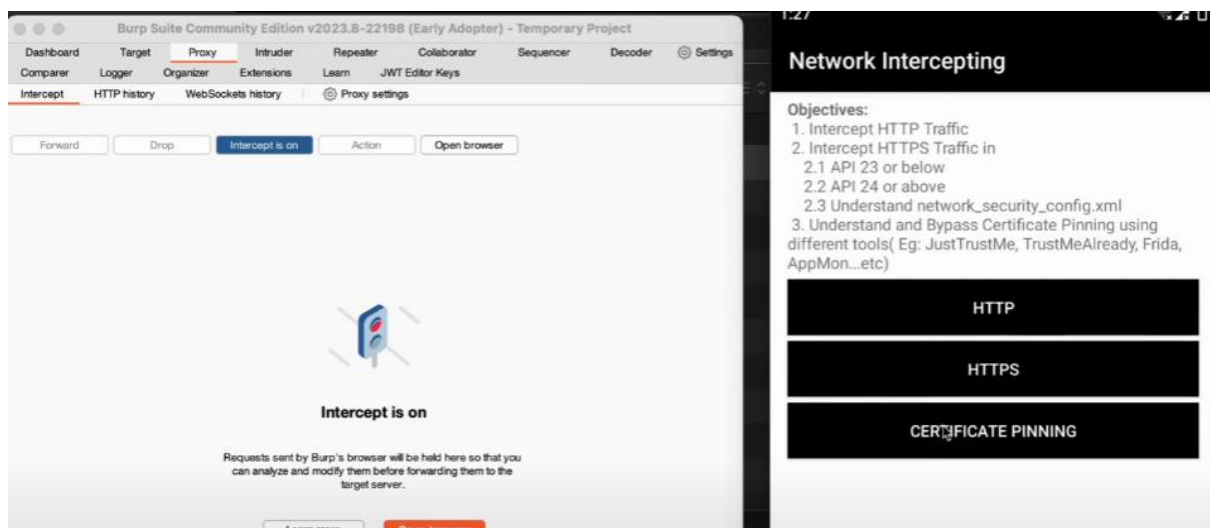 Burp Suite Community Edition v2023.8-22198 (Early Adopter) - Temporary Project
Dashboard Target Proxy Intruder Repeater Collaborator Sequencer Decoder Settings
Comparer Logger Organizer Extensions Learn JWT Editor Keys
Intercept HTTP history WebSockets history Proxy settings
Forward Drop Intercept is on Action Open browser
Intercept is on
Requests sent by Burp's browser will be held here so that you
can analyze and modify them before forwarding them to the
target server.
1:27
Network Intercepting
Objectives:
1. Intercept HTTP Traffic
2. Intercept HTTPS Traffic in
2.1 API 23 or below
2.2 API 24 or above
2.3 Understand network_security_config.xml
3. Understand and Bypass Certificate Pinning using
different tools( Eg: JustTrustMe, TrustMeAlready, Frida,
AppMon...etc)
HTTP
HTTPS
CERTIFICATE PINNING